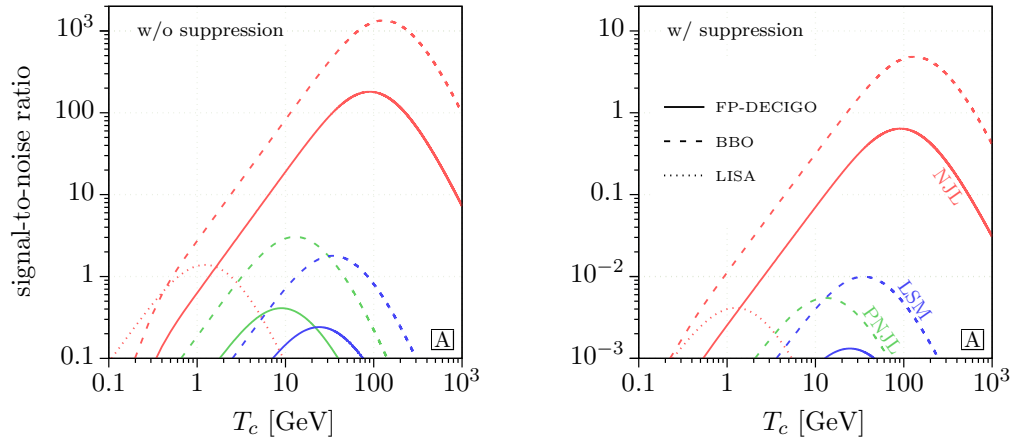 w/o suppression
signal-to-noise ratio
10³
100
10
1
0.1
0.1 1 10 100 10³
T_c [GeV]
A
w/ suppression
FP-DECIGO
BBO
LISA
NJL
LSM
PNJL
10
1
0.1
10⁻²
10⁻³
0.1 1 10 100 10³
T_c [GeV]
A